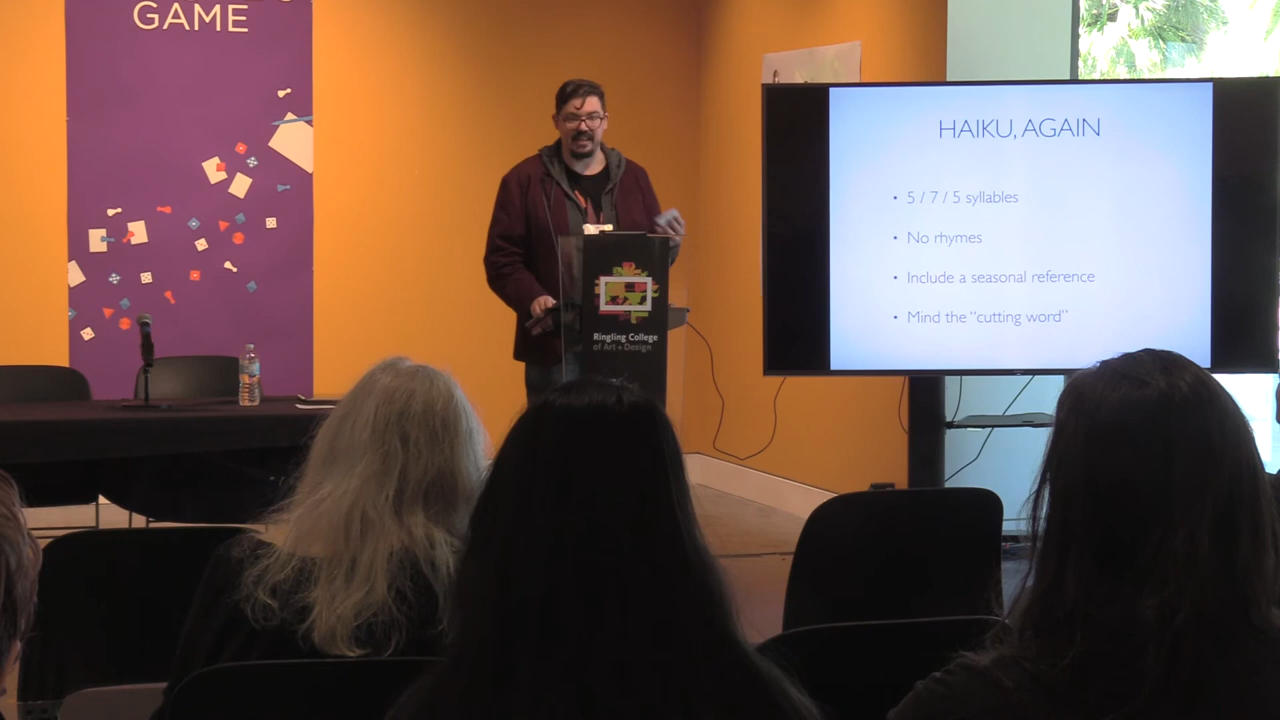 GAME
HAIKU, AGAIN
• 5 / 7 / 5 syllables
• No rhymes
• Include a seasonal reference
• Mind the “cutting word”
Ringling College
of Art + Design